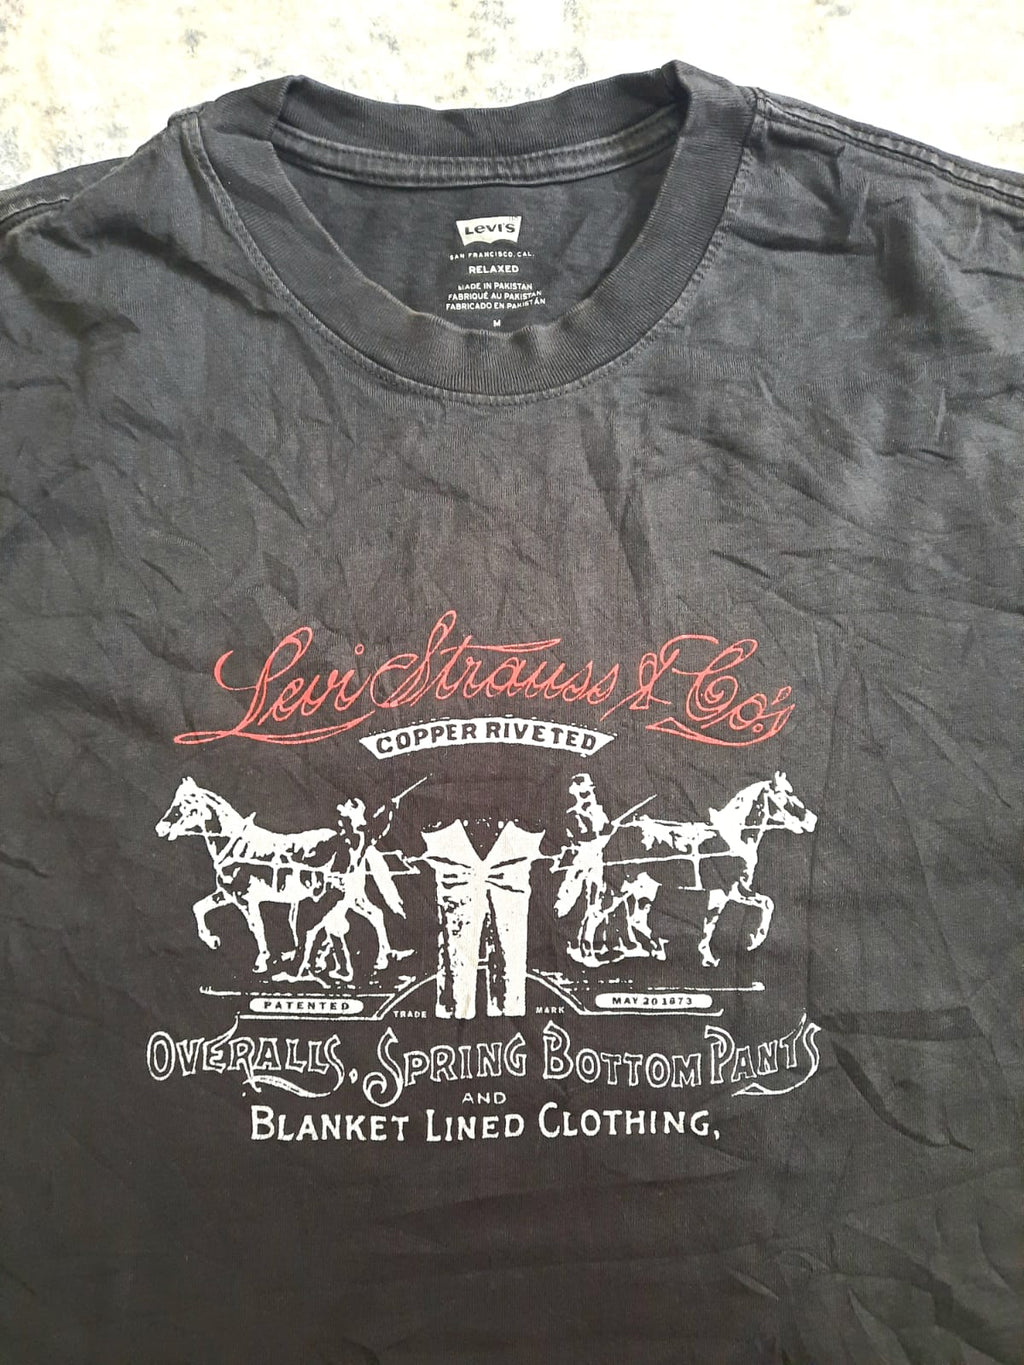 Levi's
SAN FRANCISCO, CAL.
RELAXED
MADE IN PAKISTAN
FABRIQUÉ AU PAKISTAN
FABRICADO EN PAKISTÁN
M
Levi Strauss & Co's.
COPPER RIVETED
PATENTED
TRADE MARK
MAY 20 1873
OVERALLS. SPRING BOTTOM PANTS
AND
BLANKET LINED CLOTHING,